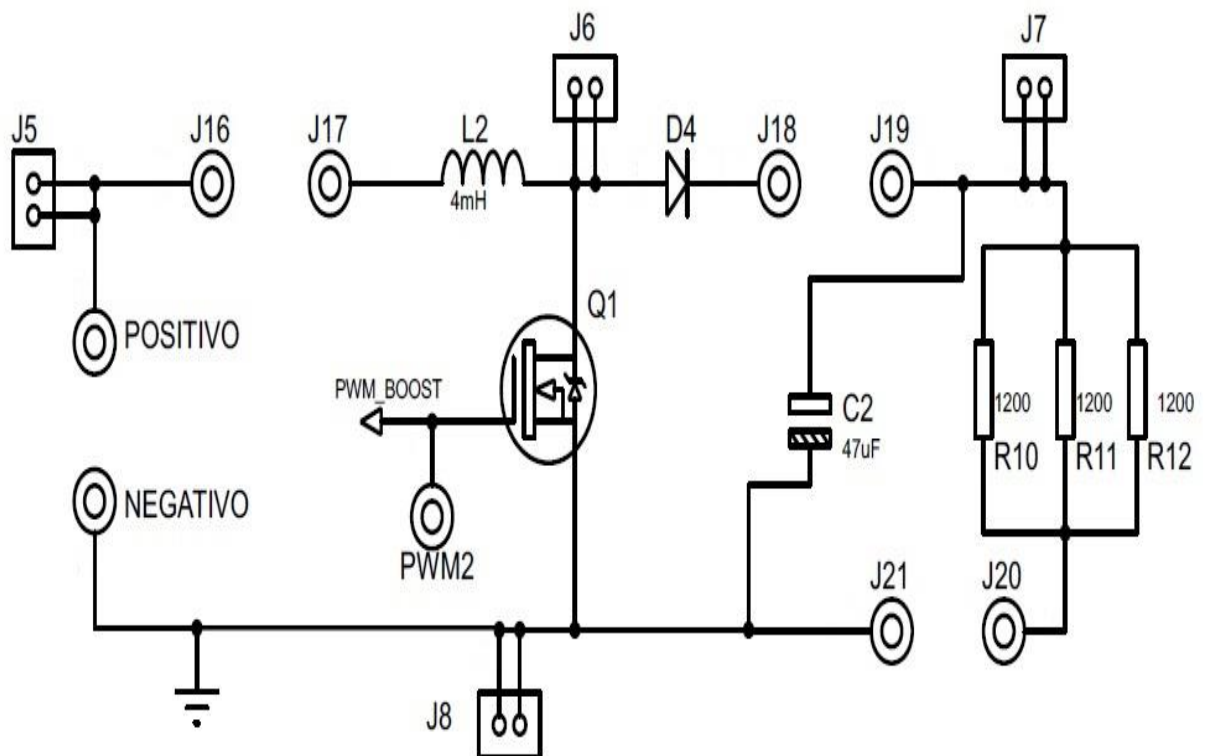 J6
J7
J5
J16
J17
L2
D4
J18
J19
4mH
Q1
POSITIVO
PWM_BOOST
C2
47uF
1200
1200
1200
R10
R11
R12
NEGATIVO
PWM2
J21
J20
J8